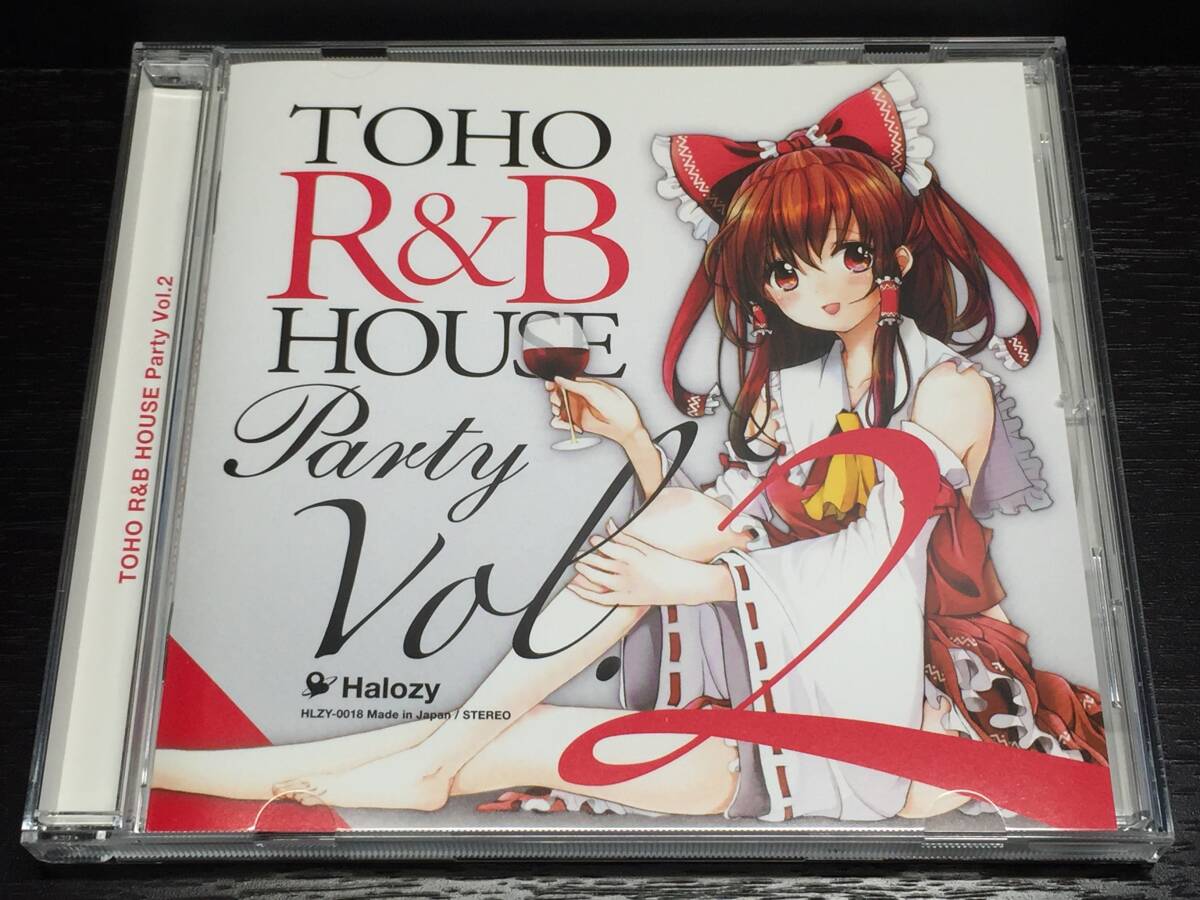 TOHO
R&B
HOUSE
Party
Vol.
2
Halozy
HLZY-0018 Made in Japan / STEREO
TOHO R&B HOUSE Party Vol.2